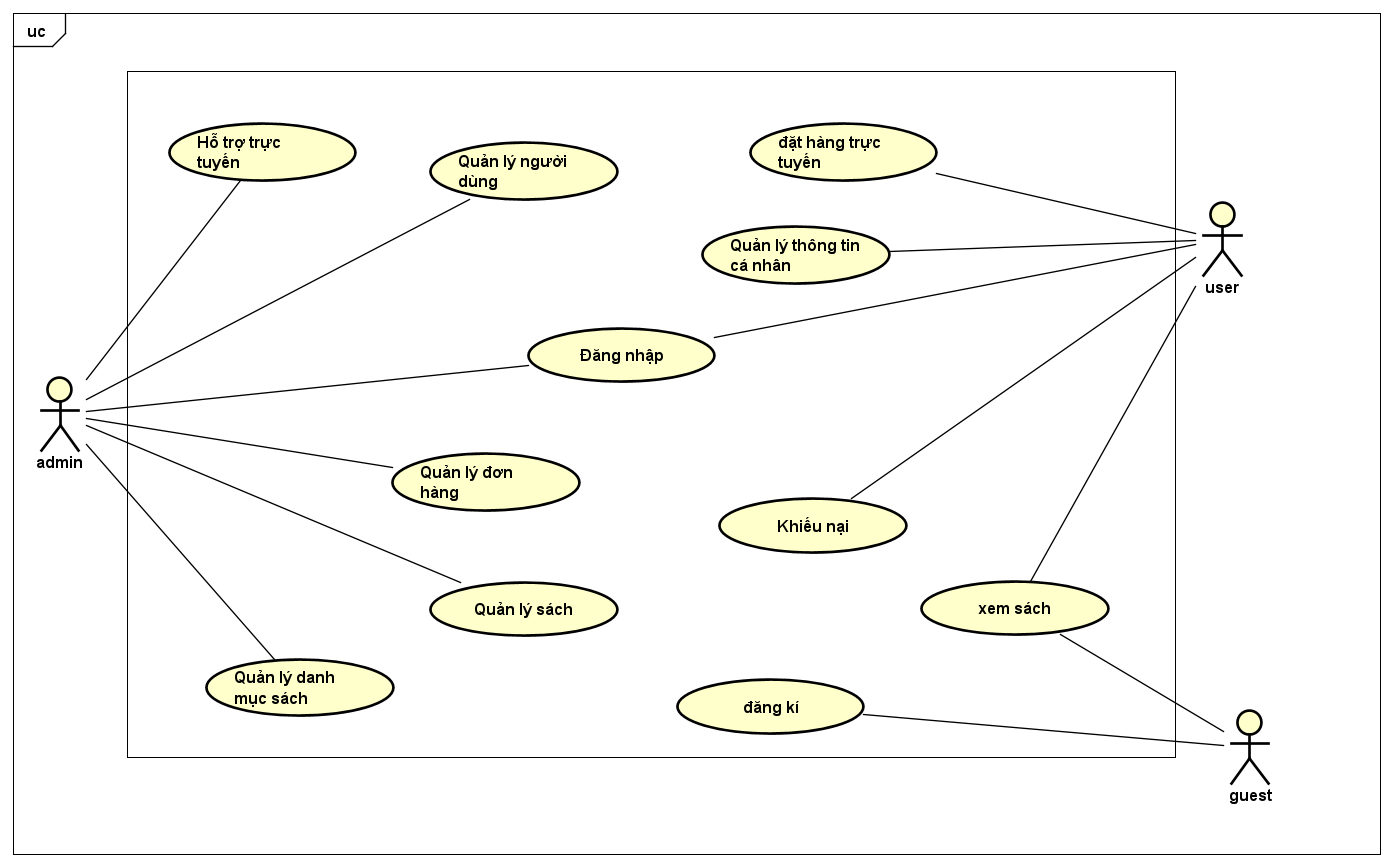 uc
Hỗ trợ trực
tuyến
Quản lý người
dùng
đặt hàng trực
tuyến
Quản lý thông tin
cá nhân
user
Đăng nhập
admin
Quản lý đơn
hàng
Khiếu nại
Quản lý sách
xem sách
Quản lý danh
mục sách
đăng kí
guest